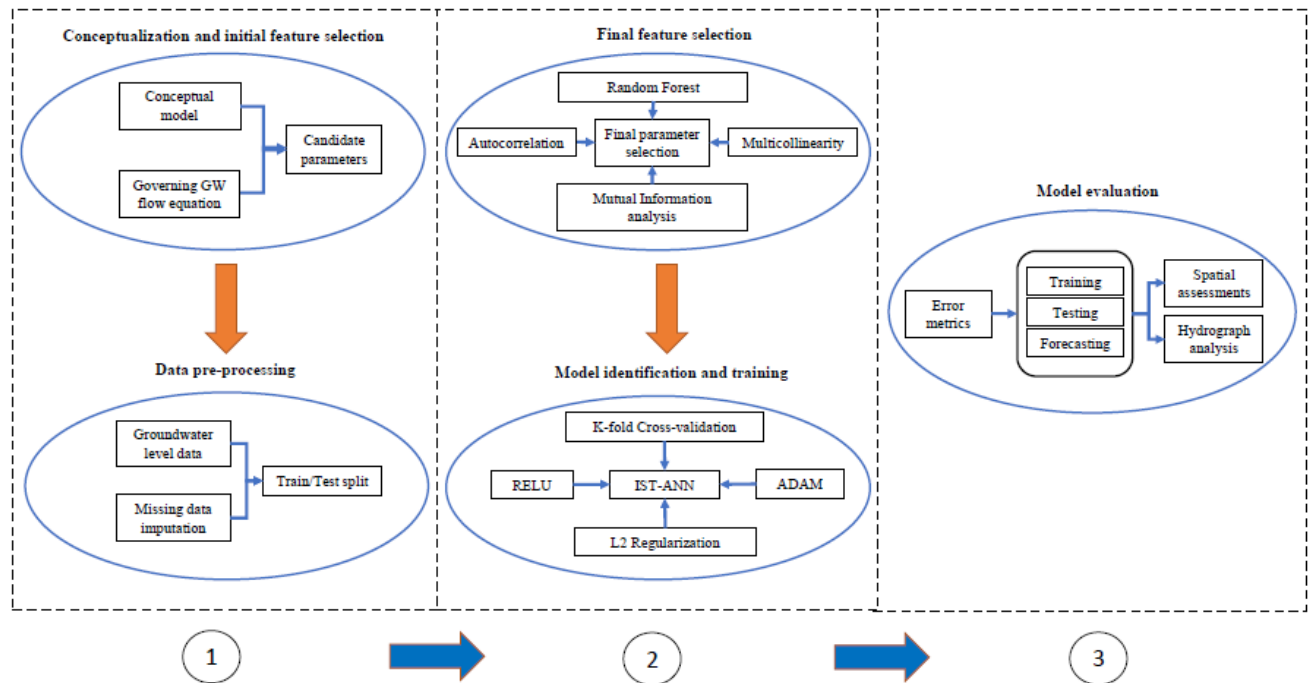 Conceptualization and initial feature selection
Conceptual
model
Candidate
parameters
Governing GW
flow equation
Data pre-processing
Groundwater
level data
Train/Test split
Missing data
imputation
Final feature selection
Random Forest
Autocorrelation
Final parameter
selection
Multicollinearity
Mutual Information
analysis
Model identification and training
K-fold Cross-validation
RELU
IST-ANN
ADAM
L2 Regularization
Model evaluation
Error
metrics
Training
Testing
Forecasting
Spatial
assessments
Hydrograph
analysis
1
2
3